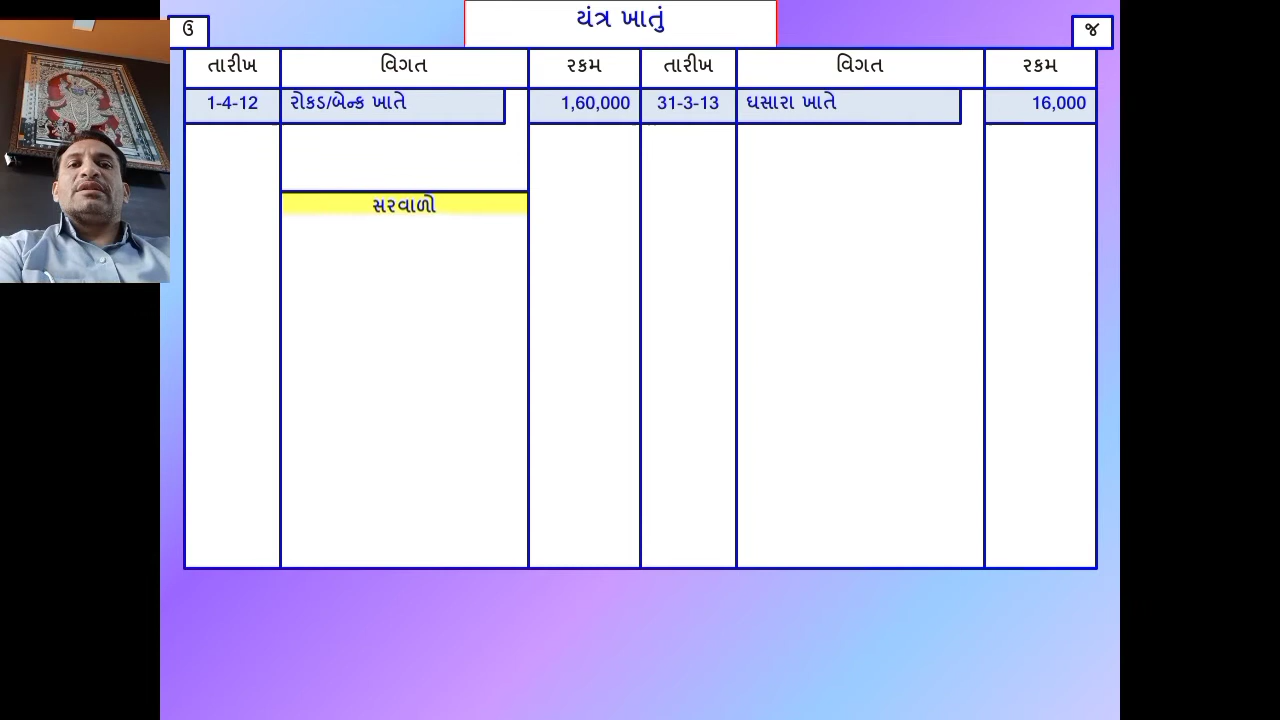 યંત્ર ખાતું
ઉ જ
તારીખ વિગત રકમ તારીખ વિગત રકમ
1-4-12 રોકડ/બેન્ક ખાતે 1,60,000 31-3-13 ઘસારા ખાતે 16,000
સરવાળો